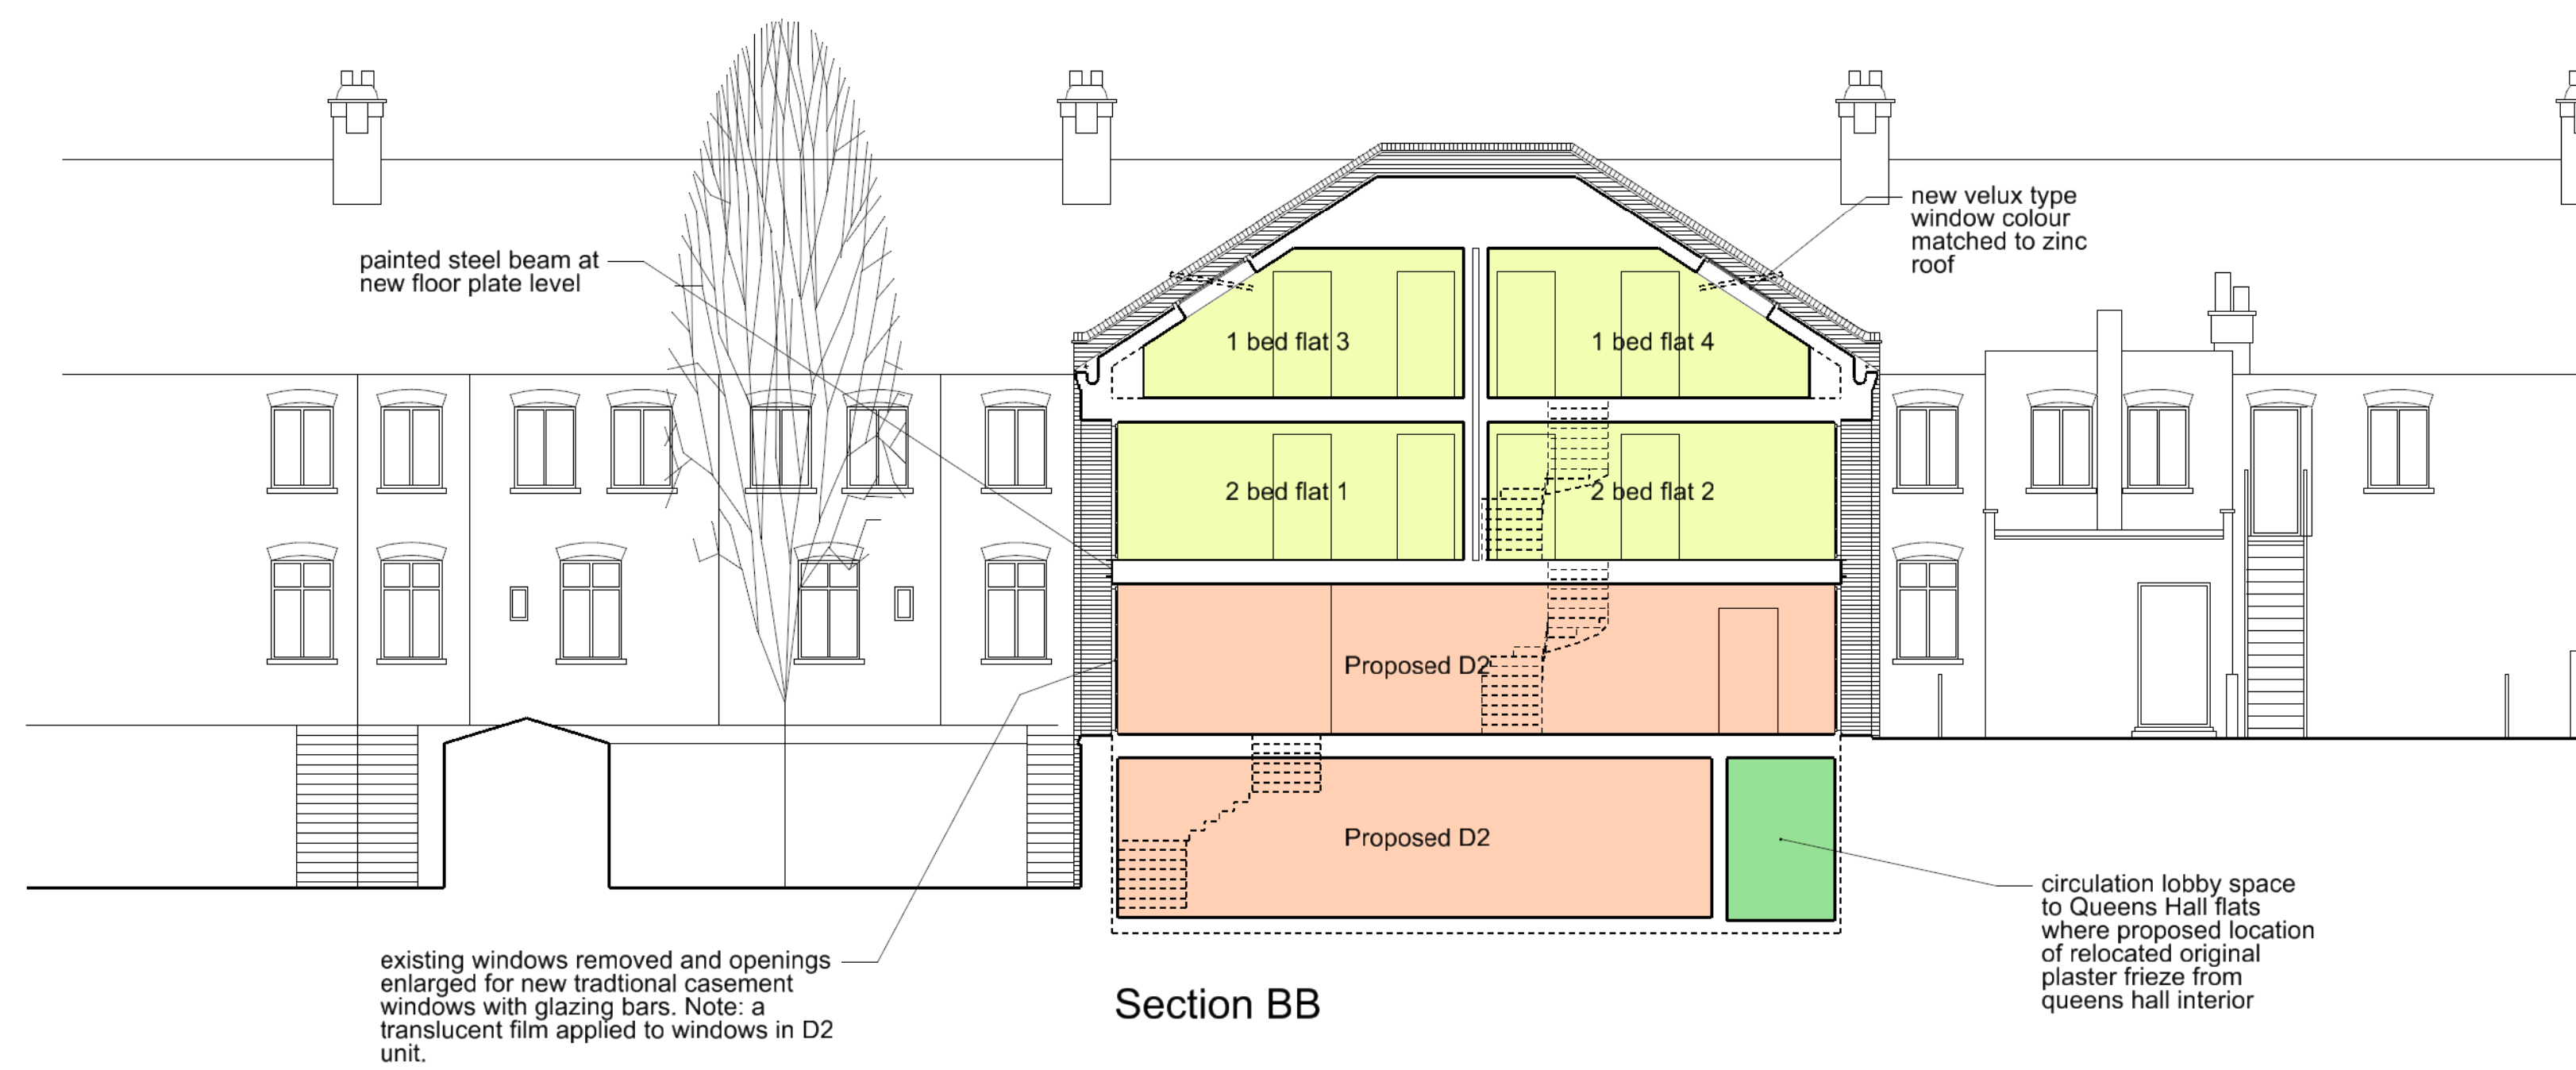 new velux type
window colour
matched to zinc
roof
painted steel beam at
new floor plate level
1 bed flat 3
1 bed flat 4
2 bed flat 1
2 bed flat 2
Proposed D2
Proposed D2
circulation lobby space
to Queens Hall flats
where proposed location
of relocated original
plaster frieze from
queens hall interior
existing windows removed and openings
enlarged for new tradtional casement
windows with glazing bars. Note: a
translucent film applied to windows in D2
unit.
Section BB